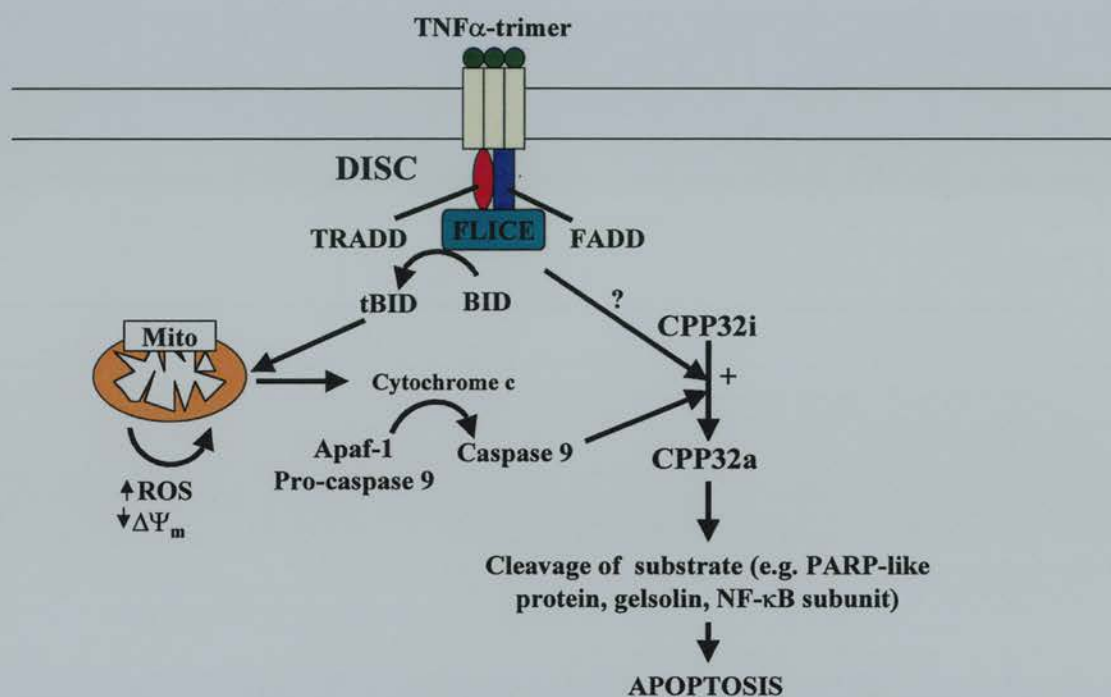 TNFα-trimer
DISC
TRADD
FLICE
FADD
tBID
BID
?
CPP32i
Mito
+
Cytochrome c
Apaf-1
Caspase 9
CPP32a
Pro-caspase 9
ROS
ΔΨm
Cleavage of substrate (e.g. PARP-like
protein, gelsolin, NF-κB subunit)
APOPTOSIS